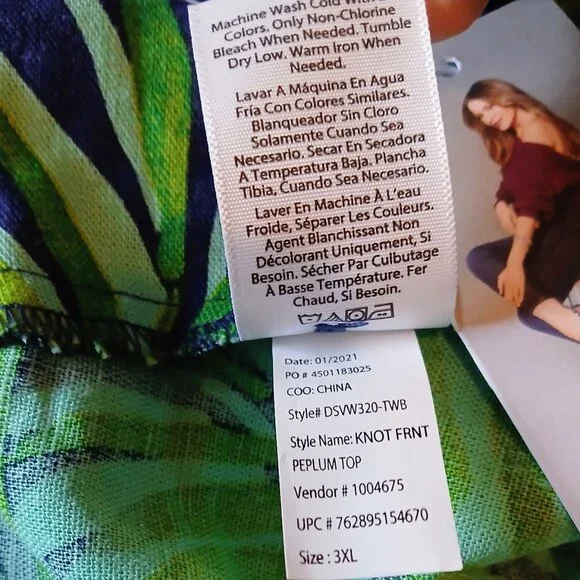 Machine Wash Cold With
Colors. Only Non-Chlorine
Bleach When Needed. Tumble
Dry Low. Warm Iron When
Needed.
Lavar A Máquina En Agua
Fría Con Colores Similares.
Blanqueador Sin Cloro
Solamente Cuando Sea
Necesario. Secar En Secadora
A Temperatura Baja. Plancha
Tibia, Cuando Sea Necesario.
Laver En Machine À L'eau
Froide, Séparer Les Couleurs.
Agent Blanchissant Non
Décolorant Uniquement, Si
Besoin. Sécher Par Culbutage
À Basse Température. Fer
Chaud, Si Besoin.
Date: 01/2021
PO # 4501183025
COO: CHINA
Style# DSVW320-TWB
Style Name: KNOT FRNT
PEPLUM TOP
Vendor # 1004675
UPC # 762895154670
Size : 3XL